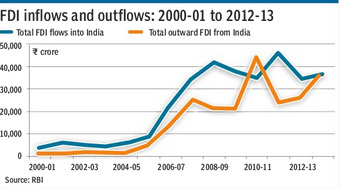 FDI inflows and outflows: 2000-01 to 2012-13
Total FDI flows into India
Total outward FDI from India
50,000
₹ crore
40,000
30,000
20,000
10,000
0
2000-01 2002-03 2004-05 2006-07 2008-09 2010-11 2012-13
Source: RBI